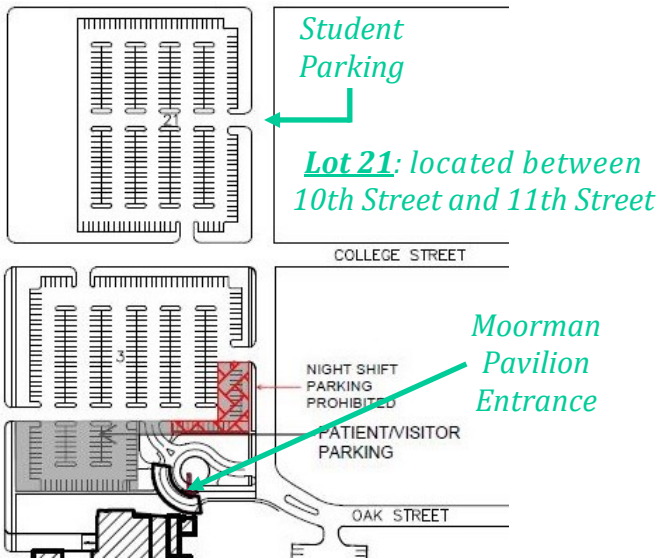 Student
Parking
21
Lot 21: located between
10th Street and 11th Street
COLLEGE STREET
Moorman
Pavilion
Entrance
3
NIGHT SHIFT
PARKING
PROHIBITED
PATIENT/VISITOR
PARKING
OAK STREET